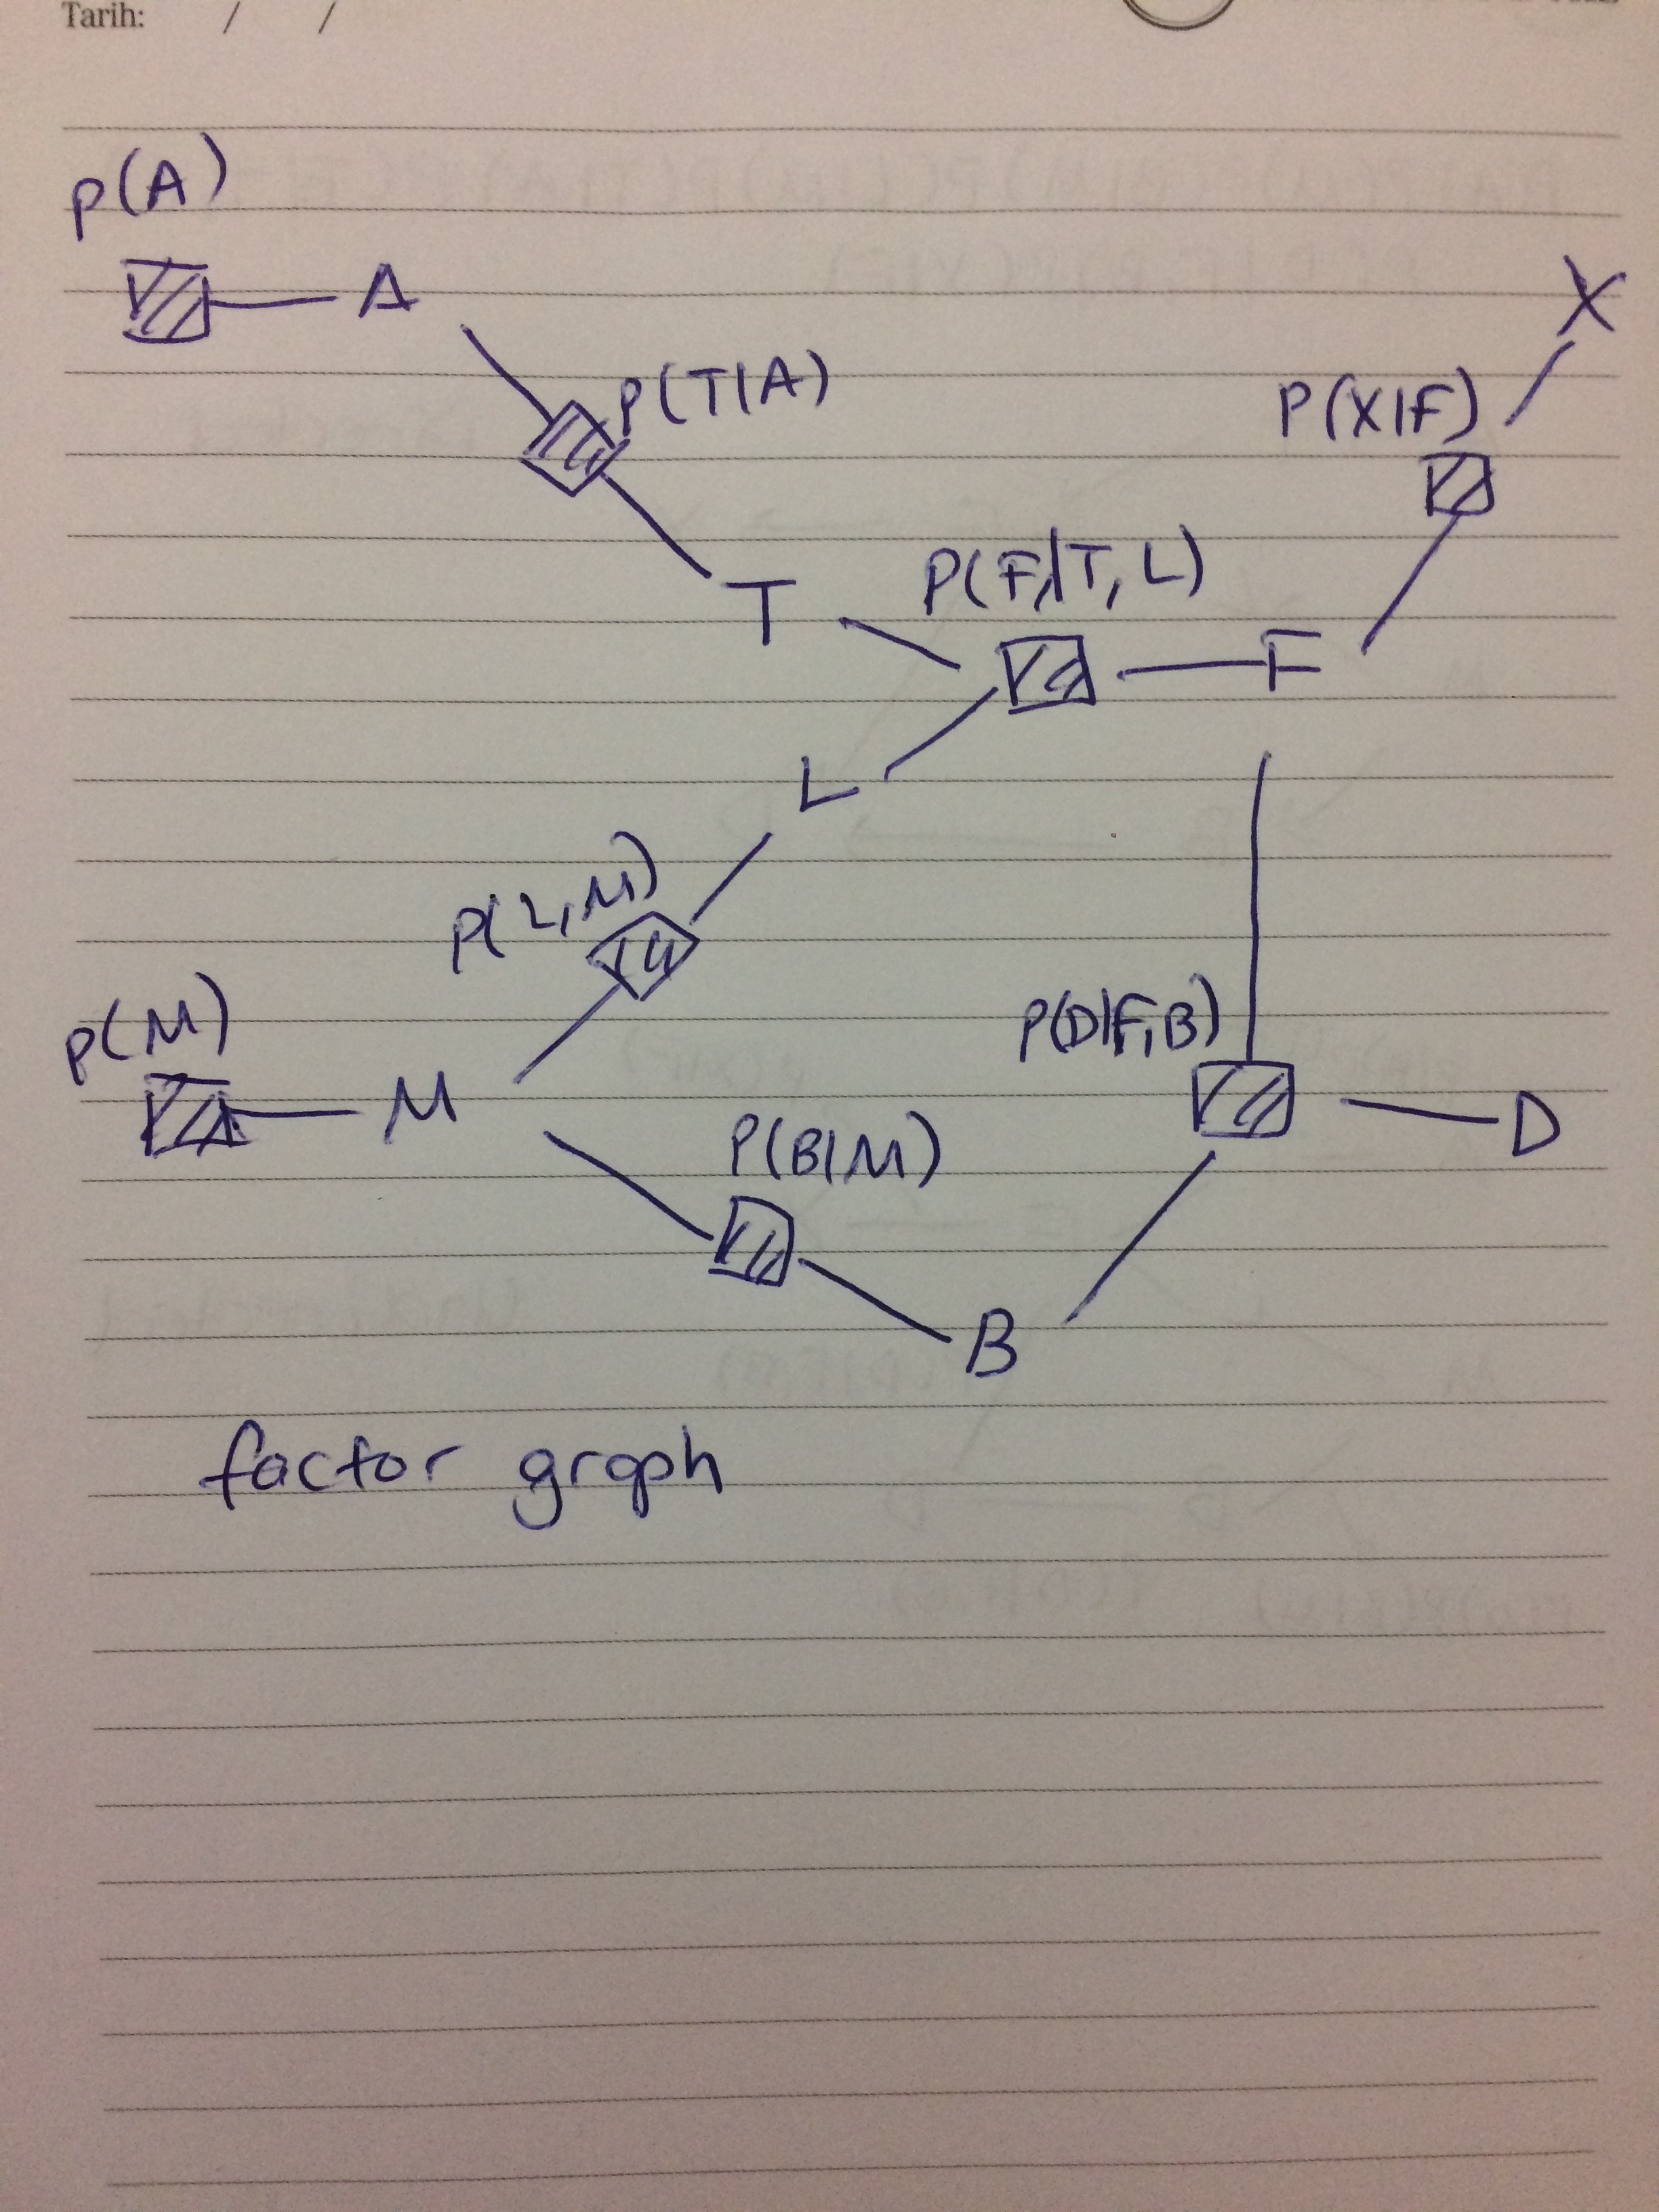 Tarih: / /
p(A)
A
X
p(T|A)
P(X|F)
P(F,|T, L)
T
F
L
p(L,M)
p(M)
P(D|F,B)
M
D
P(B|M)
B
factor graph